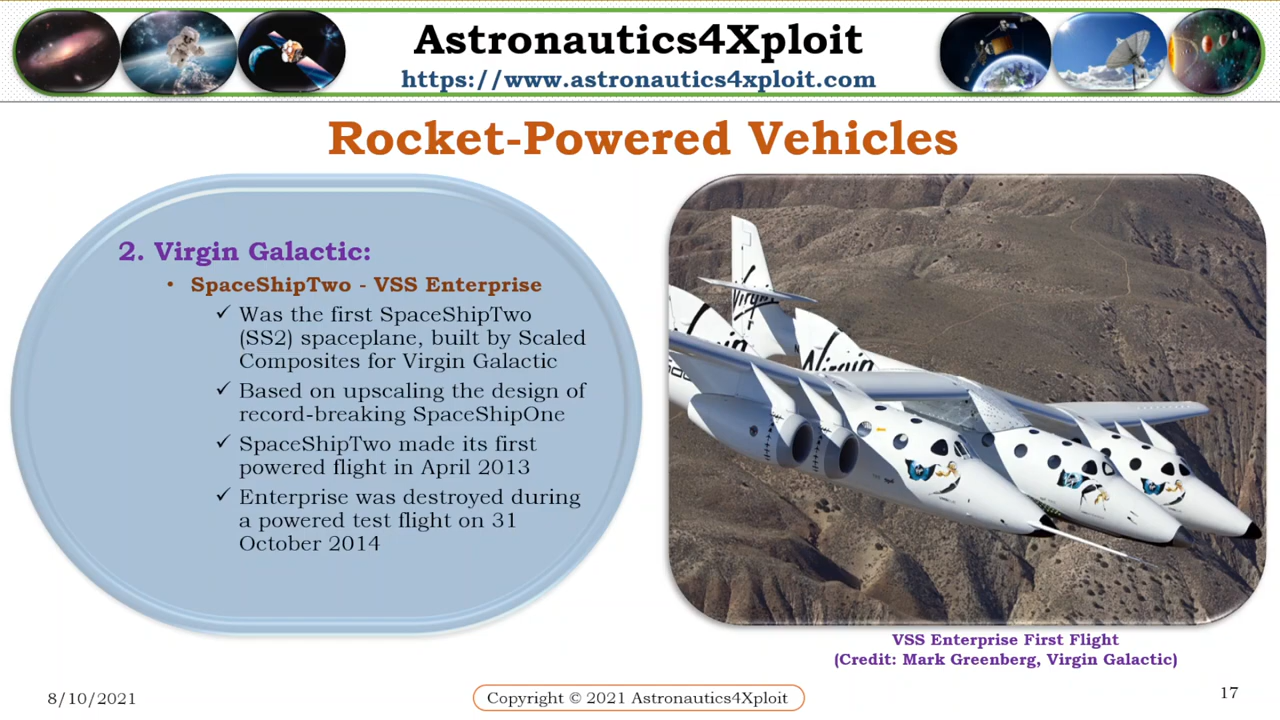 Astronautics4Xploit
https://www.astronautics4xploit.com
Rocket-Powered Vehicles
2. Virgin Galactic:
• SpaceShipTwo - VSS Enterprise
✓ Was the first SpaceShipTwo
(SS2) spaceplane, built by Scaled
Composites for Virgin Galactic
✓ Based on upscaling the design of
record-breaking SpaceShipOne
✓ SpaceShipTwo made its first
powered flight in April 2013
✓ Enterprise was destroyed during
a powered test flight on 31
October 2014
Virgin
Virgin
VSS Enterprise First Flight
(Credit: Mark Greenberg, Virgin Galactic)
8/10/2021
Copyright © 2021 Astronautics4Xploit
17